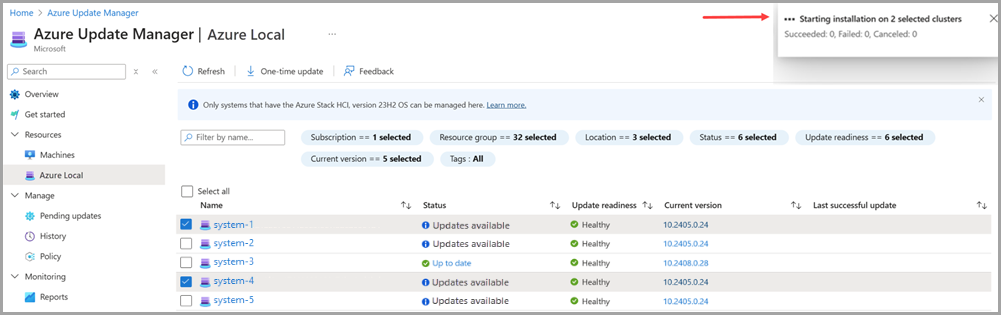 Home > Azure Update Manager
Azure Update Manager | Azure Local ...
Microsoft
Starting installation on 2 selected clusters
Succeeded: 0, Failed: 0, Canceled: 0
Search
Refresh One-time update Feedback
Overview
Get started
Resources
Machines
Azure Local
Manage
Pending updates
History
Policy
Monitoring
Reports
Only systems that have the Azure Stack HCI, version 23H2 OS can be managed here. Learn more.
Filter by name... Subscription == 1 selected Resource group == 32 selected Location == 3 selected Status == 6 selected Update readiness == 6 selected
Current version == 5 selected Tags : All
Select all
Name Status Update readiness Current version Last successful update
system-1 Updates available Healthy 10.2405.0.24
system-2 Updates available Healthy 10.2405.0.24
system-3 Up to date Healthy 10.2408.0.28
system-4 Updates available Healthy 10.2405.0.24
system-5 Updates available Healthy 10.2405.0.24